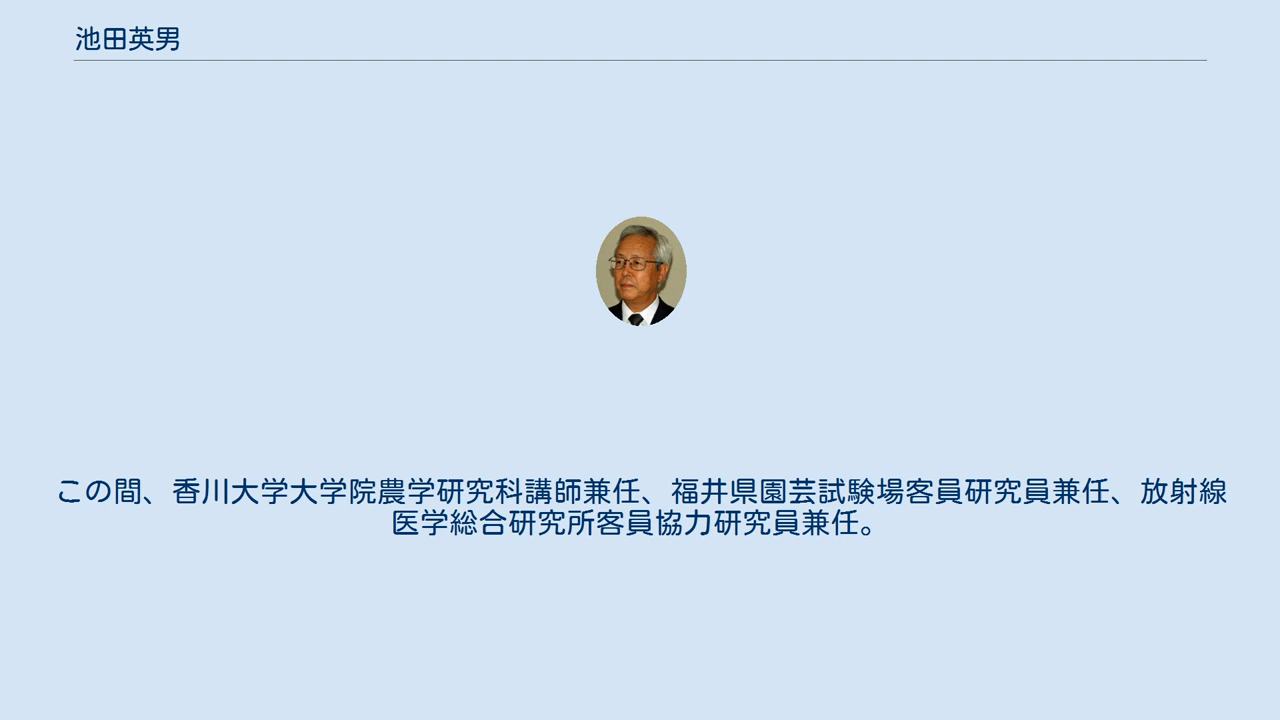 池田英男
この間、香川大学大学院農学研究科講師兼任、福井県園芸試験場客員研究員兼任、放射線
医学総合研究所客員協力研究員兼任。